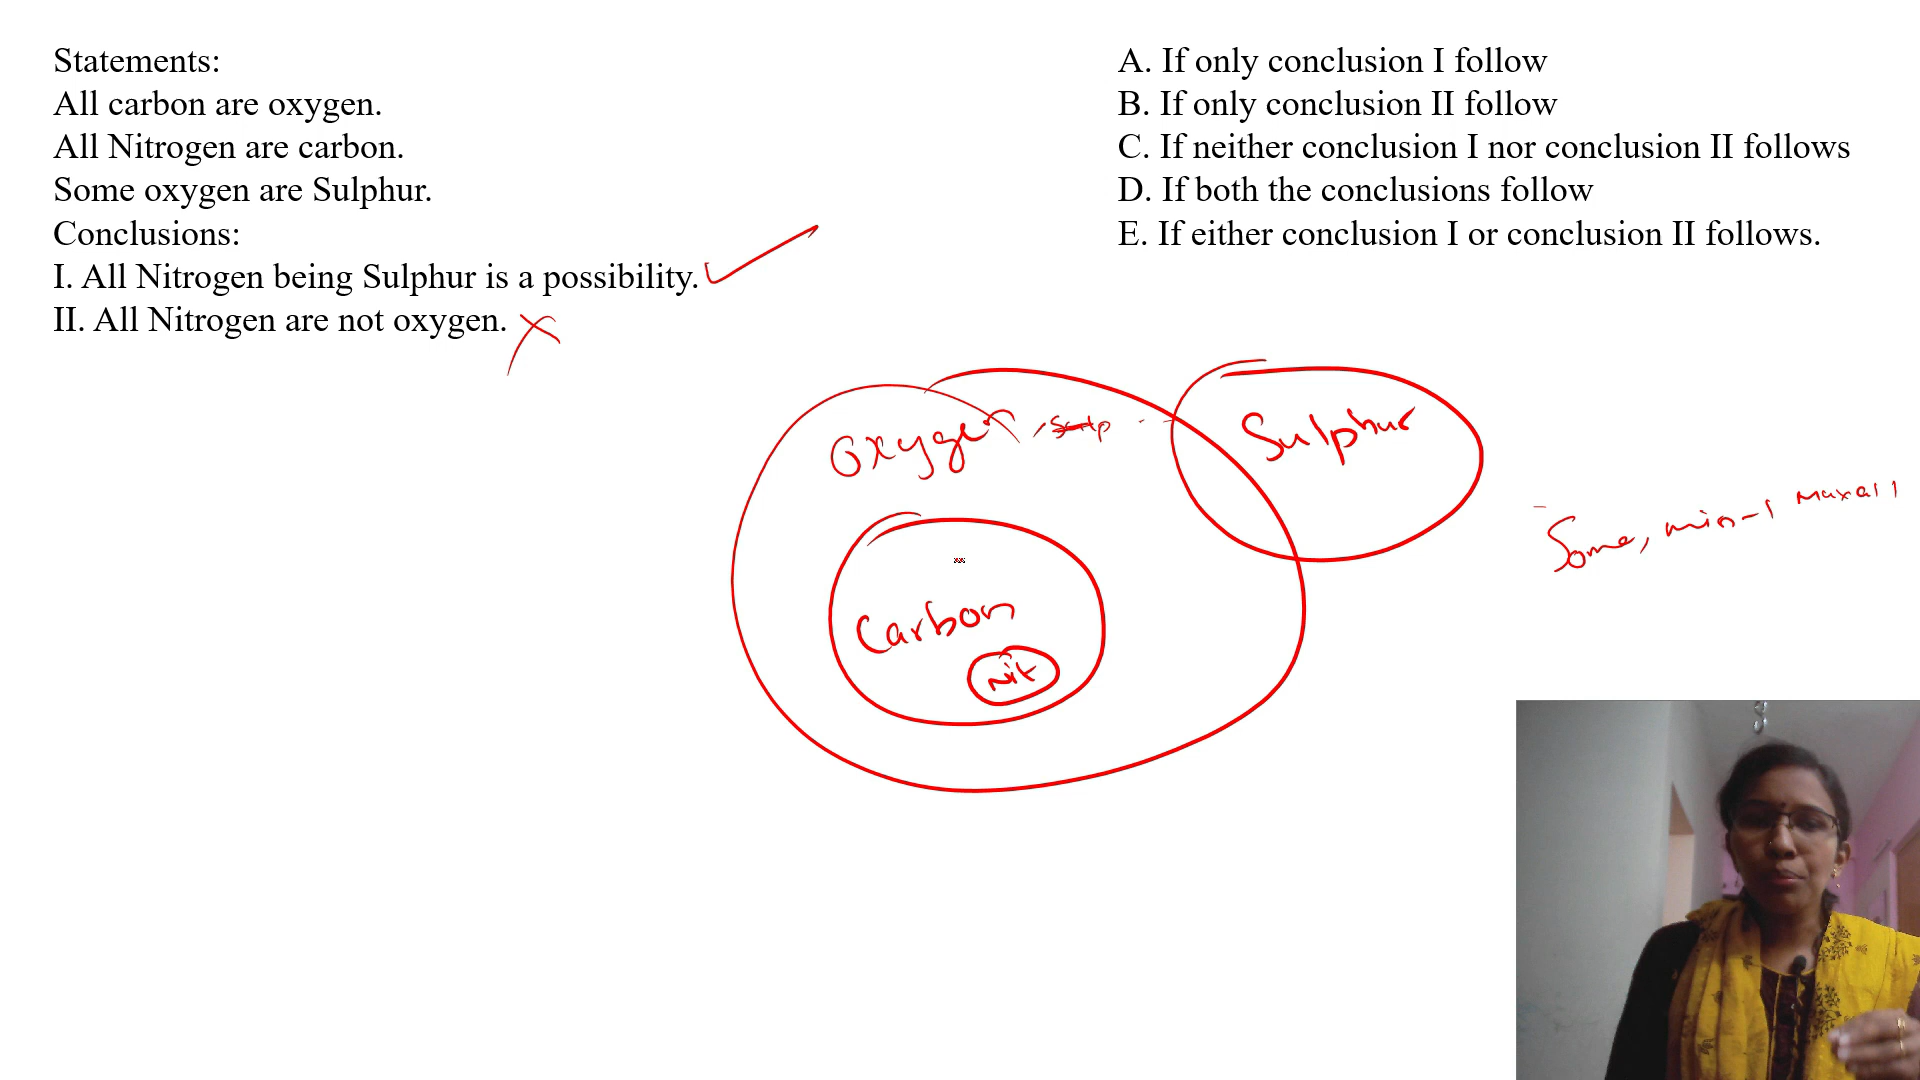 Statements:
All carbon are oxygen.
All Nitrogen are carbon.
Some oxygen are Sulphur.
Conclusions:
I. All Nitrogen being Sulphur is a possibility.
II. All Nitrogen are not oxygen.
A. If only conclusion I follow
B. If only conclusion II follow
C. If neither conclusion I nor conclusion II follows
D. If both the conclusions follow
E. If either conclusion I or conclusion II follows.
oxygen
Sulphur
Carbon
Nit
Some, min-1 Max all